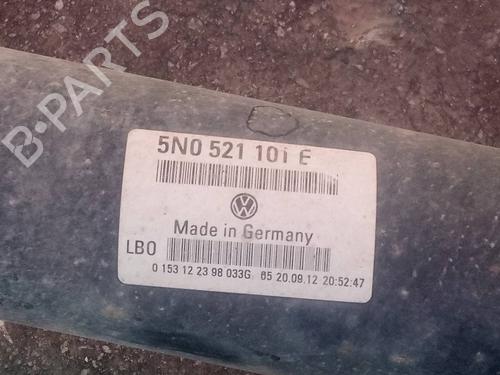 B-PARTS
5N0 521 101 E
Made in Germany
LBO
0 153 12 23 98 033G 65 20.09.12 20:52:47